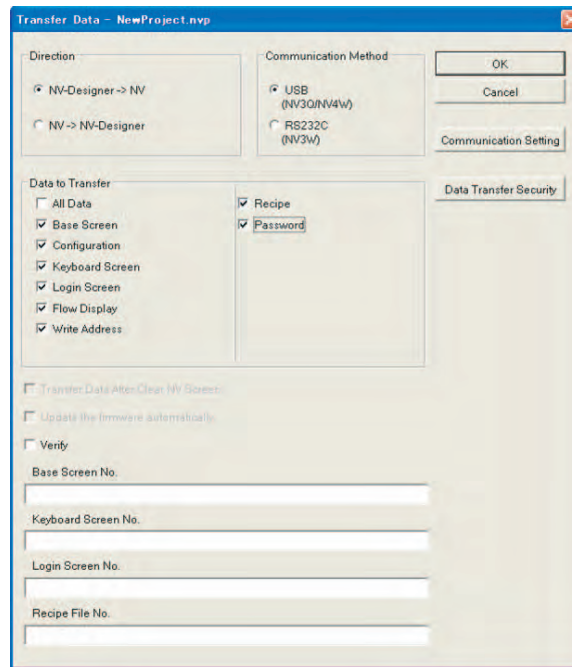 Transfer Data - NewProject.nvp
Direction
NV-Designer -> NV
NV -> NV-Designer
Communication Method
USB
(NV3Q/NV4W)
RS232C
(NV3W)
OK
Cancel
Communication Setting
Data Transfer Security
Data to Transfer
All Data
Base Screen
Configuration
Keyboard Screen
Login Screen
Flow Display
Write Address
Recipe
Password
Transfer Data After Clear NV Screen.
Update the firmware automatically.
Verify
Base Screen No.
Keyboard Screen No.
Login Screen No.
Recipe File No.